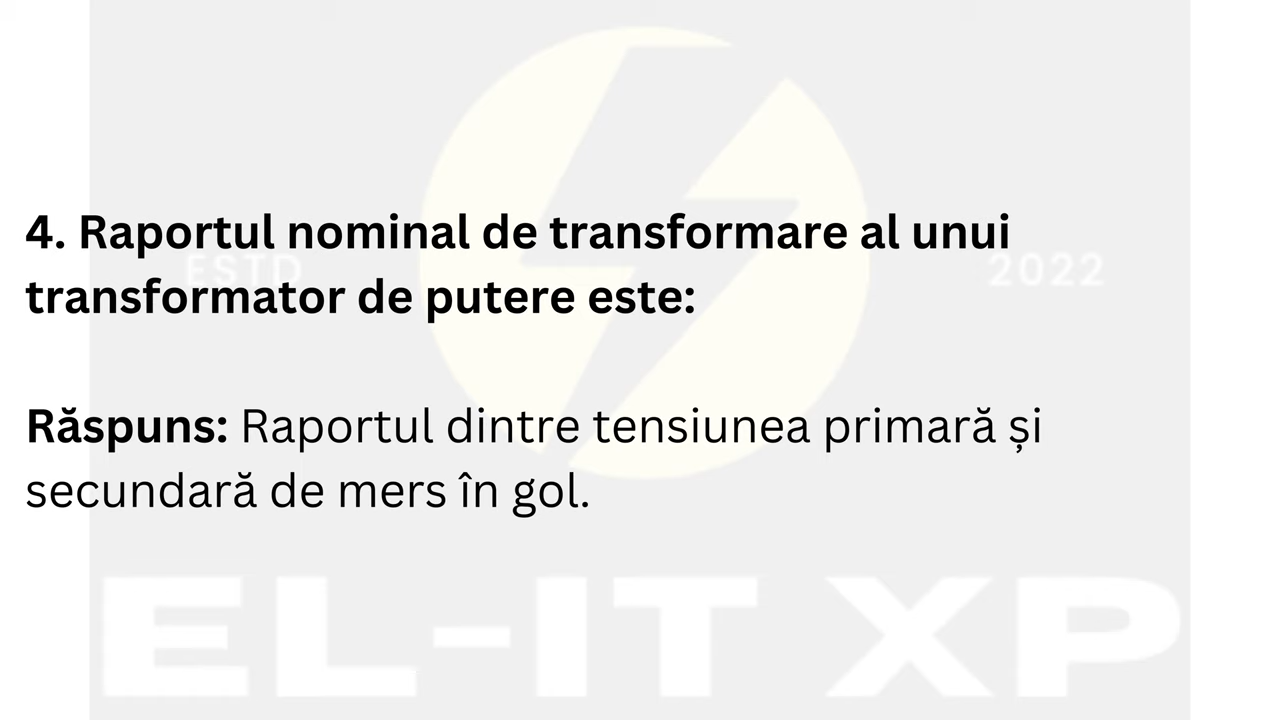 4. Raportul nominal de transformare al unui
ESTD
2022
transformator de putere este:
Răspuns: Raportul dintre tensiunea primară și
secundară de mers în gol.
EL-IT XP